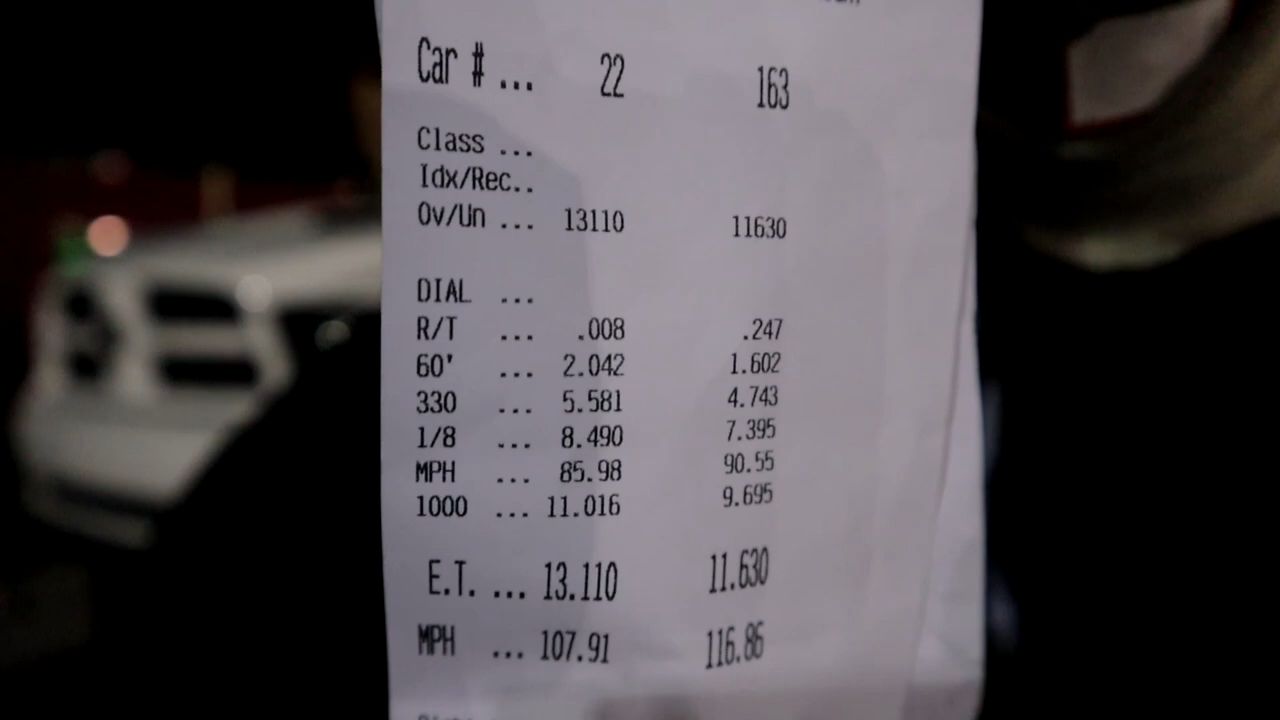 Car # ... 22 163
Class ...
Idx/Rec..
Ov/Un ... 13110 11630
DIAL ...
R/T ... .008 .247
60' ... 2.042 1.602
330 ... 5.581 4.743
1/8 ... 8.490 7.395
MPH ... 85.98 90.55
1000 ... 11.016 9.695
E.T. ... 13.110 11.630
MPH ... 107.91 116.86